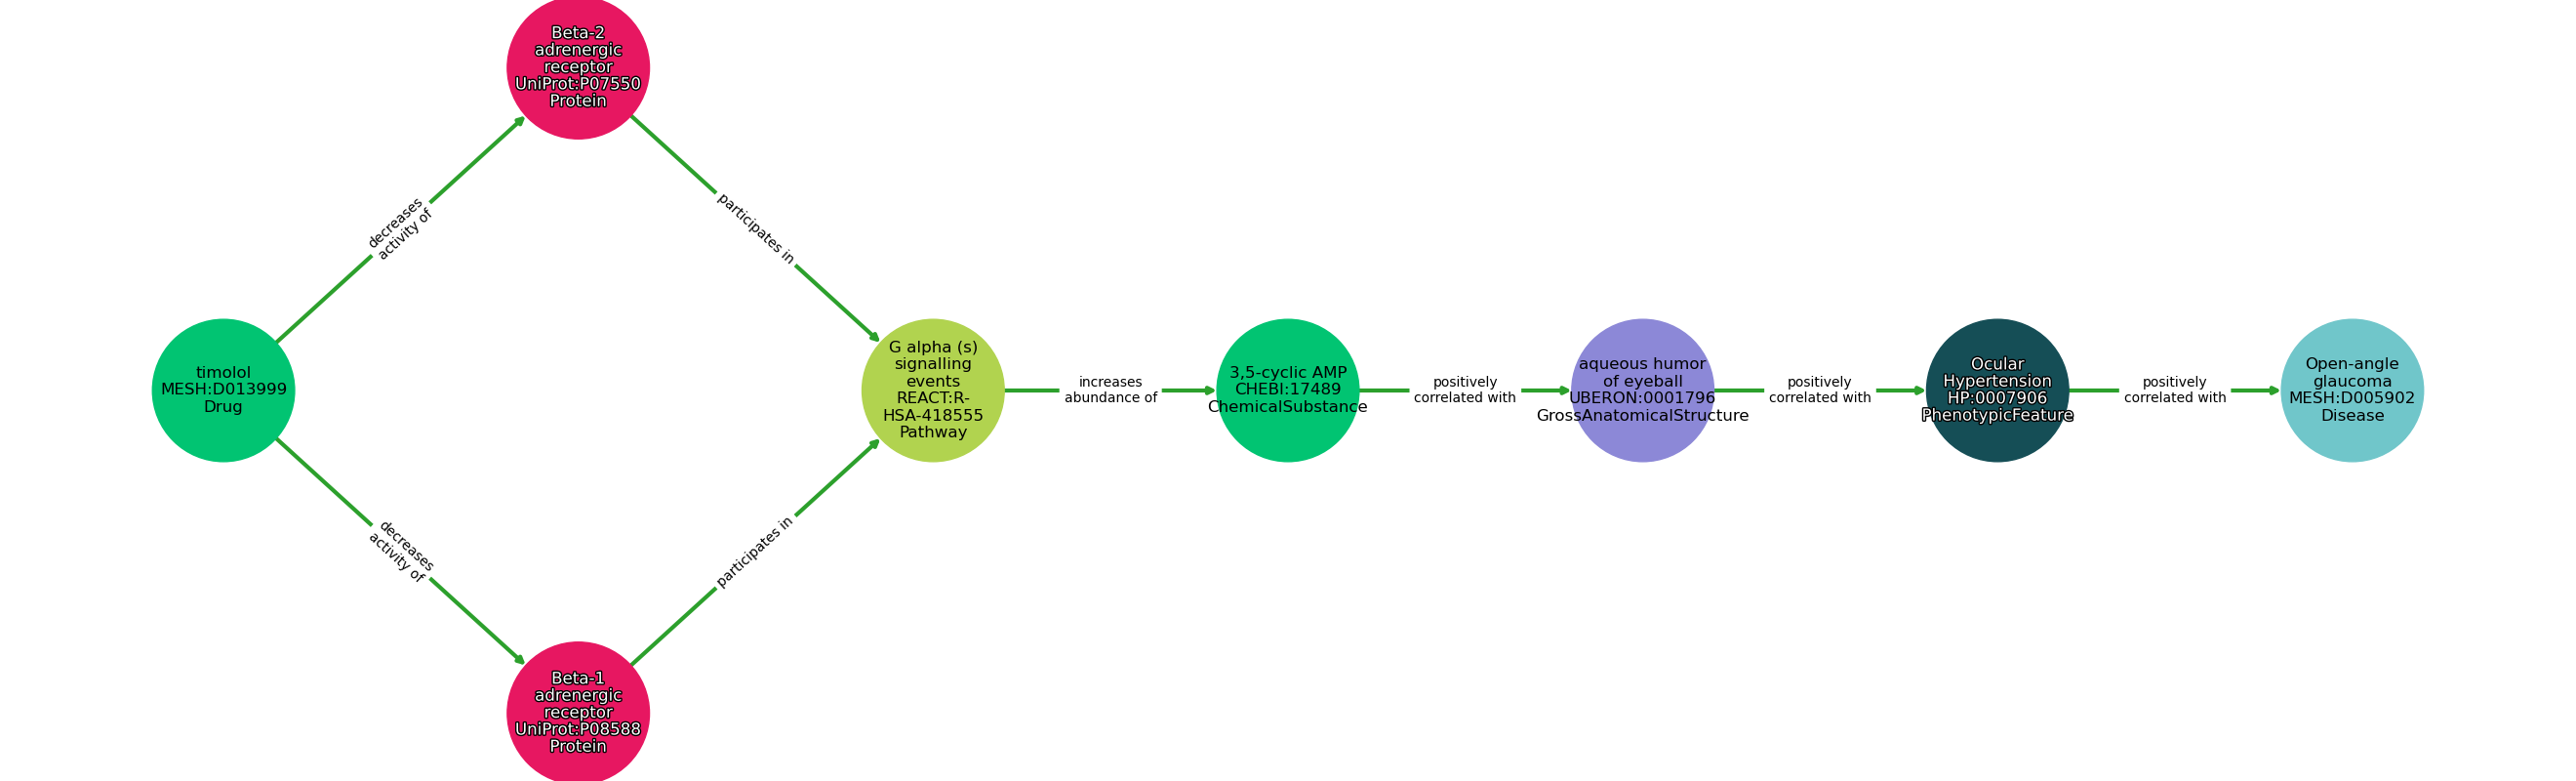 Beta-2
adrenergic
receptor
UniProt:P07550
Protein
decreases
activity of
participates in
timolol
MESH:D013999
Drug
G alpha (s)
signalling
events
REACT:R-
HSA-418555
Pathway
increases
abundance of
3,5-cyclic AMP
CHEBI:17489
ChemicalSubstance
positively
correlated with
aqueous humor
of eyeball
UBERON:0001796
GrossAnatomicalStructure
positively
correlated with
Ocular
Hypertension
HP:0007906
PhenotypicFeature
positively
correlated with
Open-angle
glaucoma
MESH:D005902
Disease
decreases
activity of
participates in
Beta-1
adrenergic
receptor
UniProt:P08588
Protein